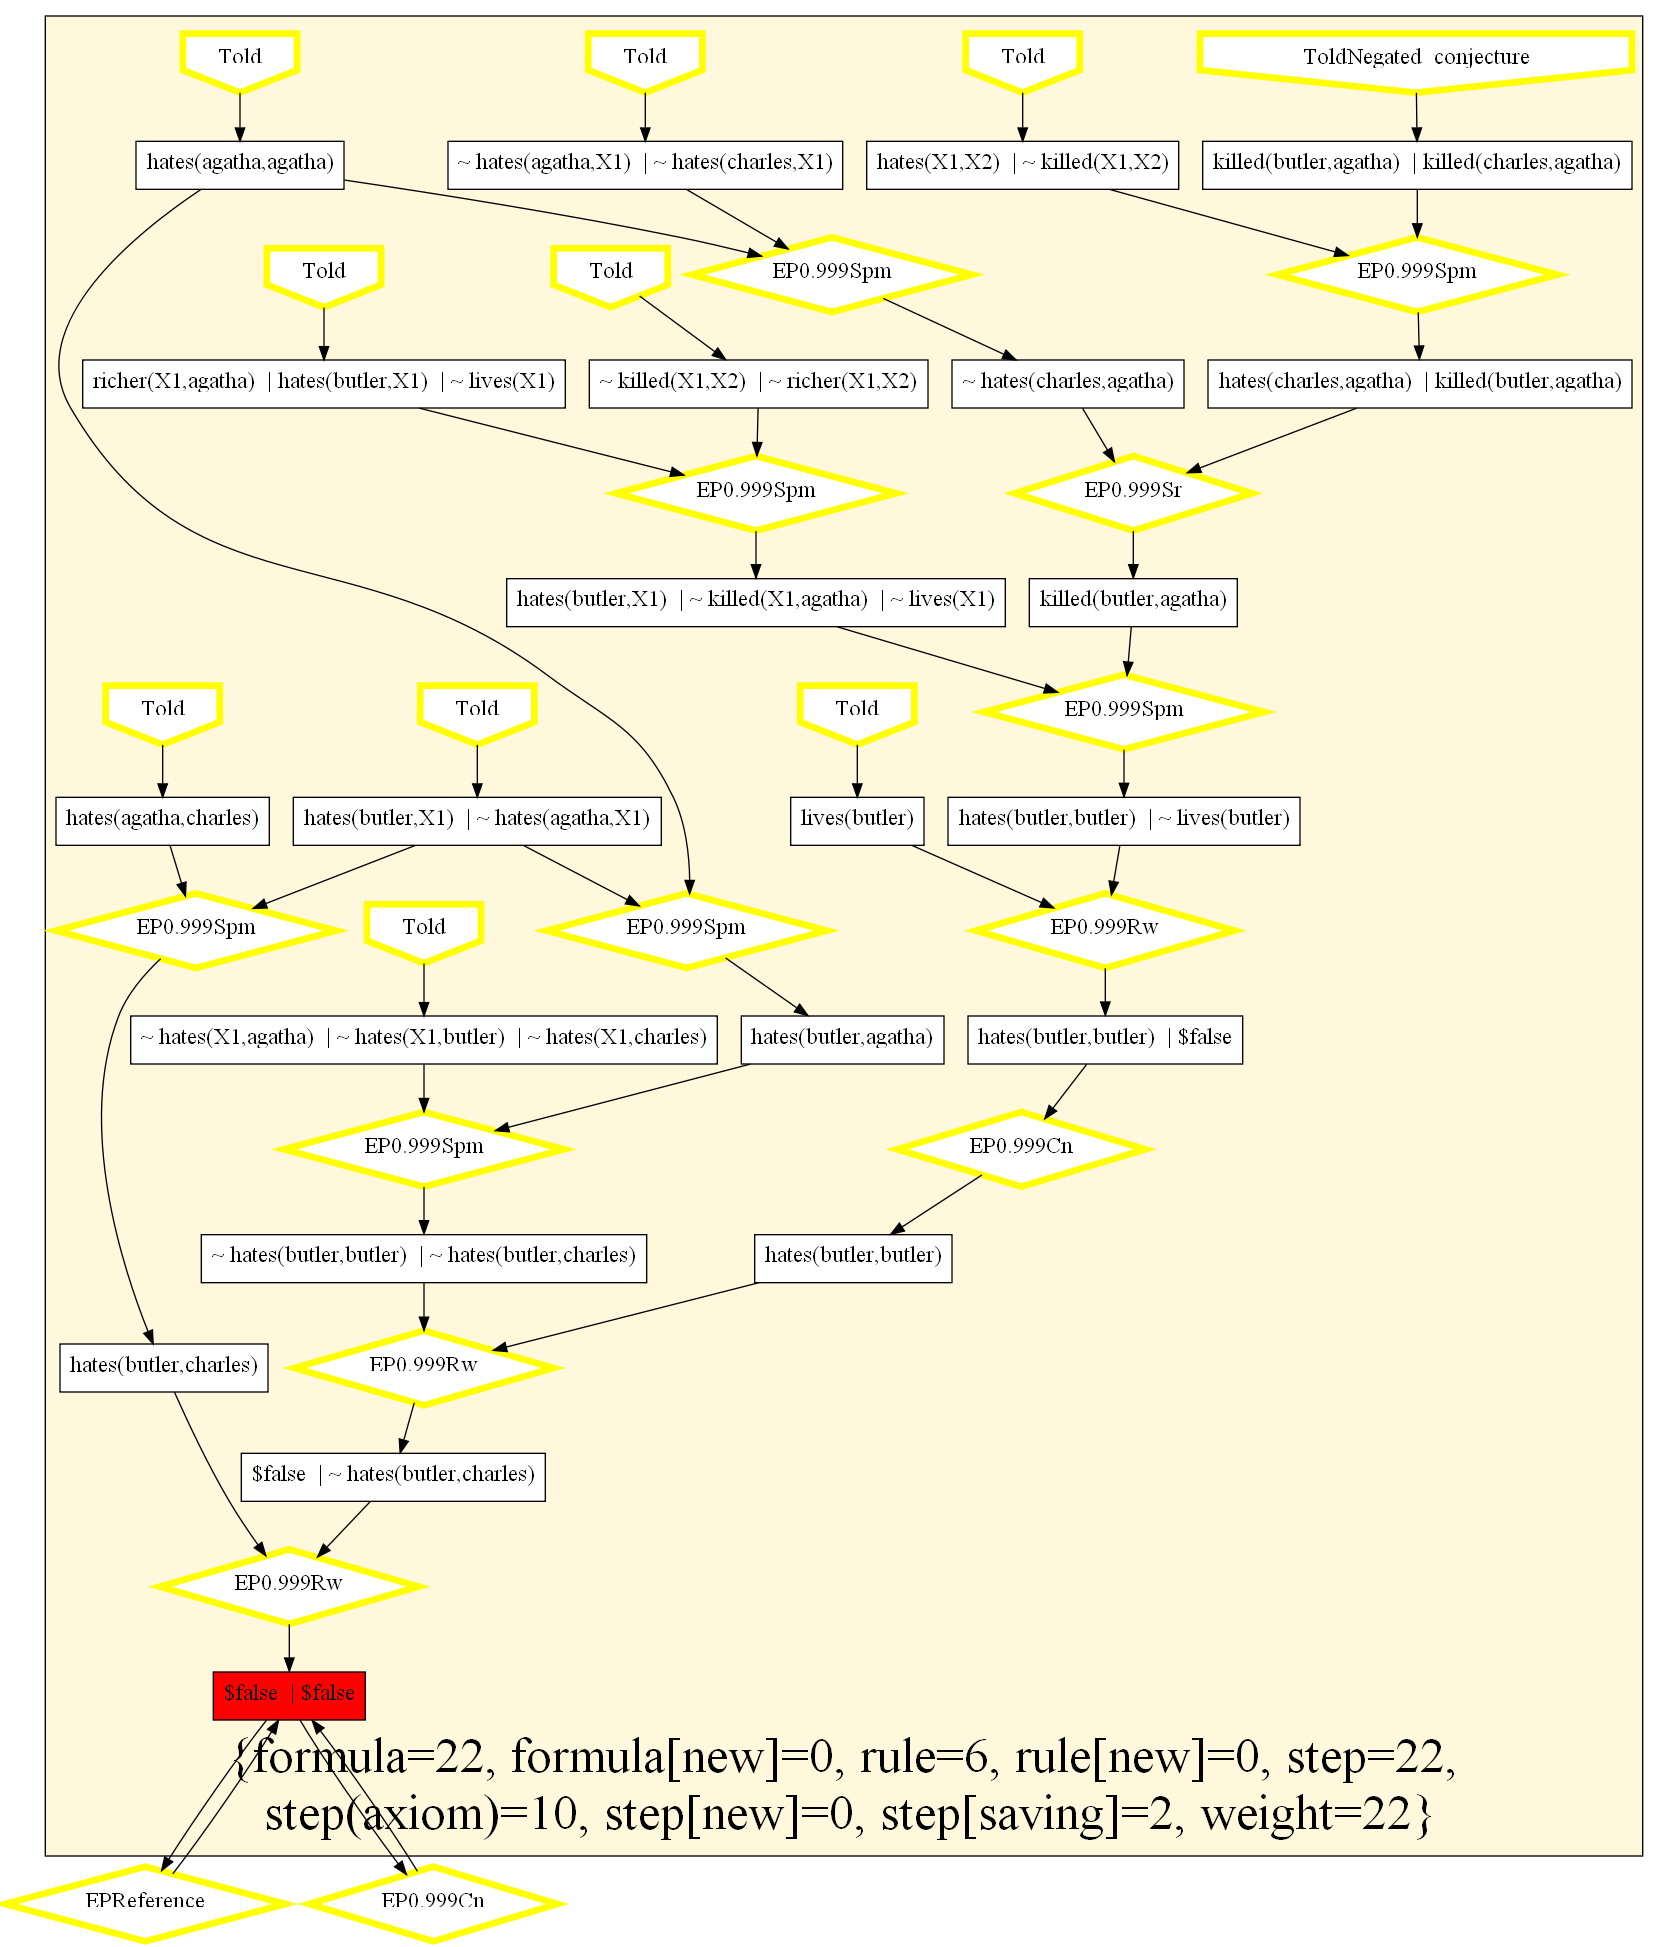 Told
Told
Told
ToldNegated conjecture
hates(agatha,agatha)
~ hates(agatha,X1) | ~ hates(charles,X1)
hates(X1,X2) | ~ killed(X1,X2)
killed(butler,agatha) | killed(charles,agatha)
Told
Told
EP0.999Spm
EP0.999Spm
richer(X1,agatha) | hates(butler,X1) | ~ lives(X1)
~ killed(X1,X2) | ~ richer(X1,X2)
~ hates(charles,agatha)
hates(charles,agatha) | killed(butler,agatha)
EP0.999Spm
EP0.999Sr
hates(butler,X1) | ~ killed(X1,agatha) | ~ lives(X1)
killed(butler,agatha)
Told
Told
Told
EP0.999Spm
hates(agatha,charles)
hates(butler,X1) | ~ hates(agatha,X1)
lives(butler)
hates(butler,butler) | ~ lives(butler)
EP0.999Spm
Told
EP0.999Spm
EP0.999Rw
~ hates(X1,agatha) | ~ hates(X1,butler) | ~ hates(X1,charles)
hates(butler,agatha)
hates(butler,butler) | $false
EP0.999Spm
EP0.999Cn
~ hates(butler,butler) | ~ hates(butler,charles)
hates(butler,butler)
hates(butler,charles)
EP0.999Rw
$false | ~ hates(butler,charles)
EP0.999Rw
$false | $false
{formula=22, formula[new]=0, rule=6, rule[new]=0, step=22,
step(axiom)=10, step[new]=0, step[saving]=2, weight=22}
EPReference
EP0.999Cn